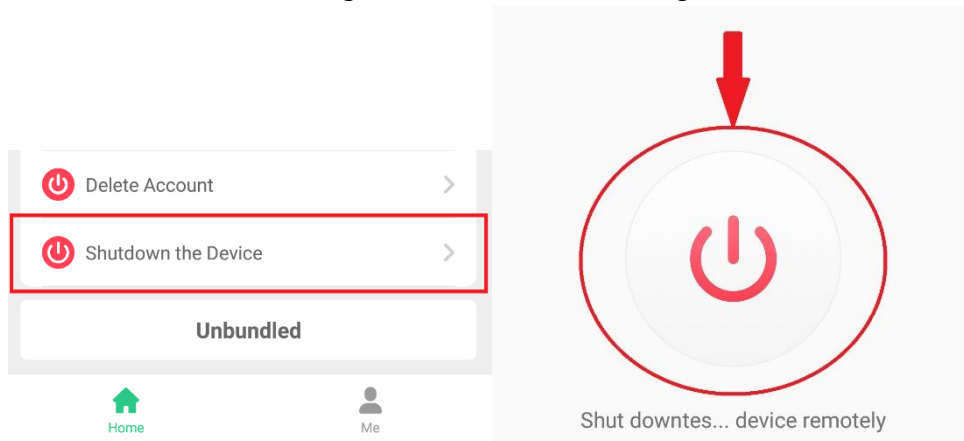 Delete Account
Shutdown the Device
Unbundled
Home
Me
Shut downtes... device remotely